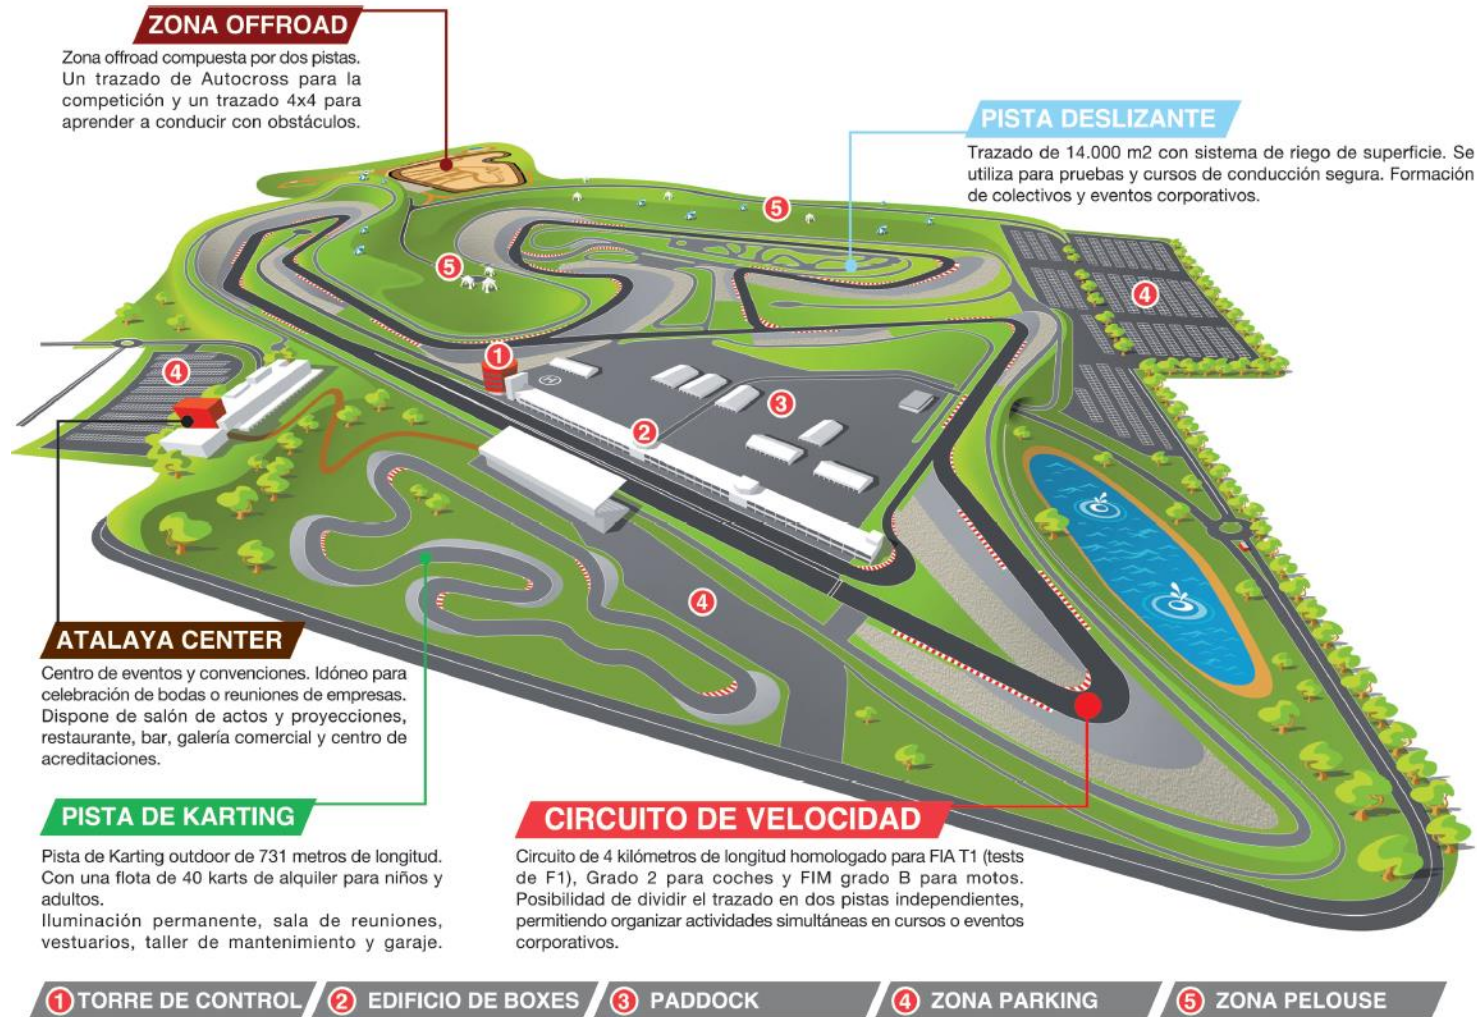 ZONA OFFROAD
Zona offroad compuesta por dos pistas.
Un trazado de Autocross para la
competición y un trazado 4x4 para
aprender a conducir con obstáculos.
PISTA DESLIZANTE
Trazado de 14.000 m2 con sistema de riego de superficie. Se
utiliza para pruebas y cursos de conducción segura. Formación
de colectivos y eventos corporativos.
5
5
4
1
4
3
2
H
4
ATALAYA CENTER
Centro de eventos y convenciones. Idóneo para
celebración de bodas o reuniones de empresas.
Dispone de salón de actos y proyecciones,
restaurante, bar, galería comercial y centro de
acreditaciones.
PISTA DE KARTING
Pista de Karting outdoor de 731 metros de longitud.
Con una flota de 40 karts de alquiler para niños y
adultos.
Iluminación permanente, sala de reuniones,
vestuarios, taller de mantenimiento y garaje.
CIRCUITO DE VELOCIDAD
Circuito de 4 kilómetros de longitud homologado para FIA T1 (tests
de F1), Grado 2 para coches y FIM grado B para motos.
Posibilidad de dividir el trazado en dos pistas independientes,
permitiendo organizar actividades simultáneas en cursos o eventos
corporativos.
1 TORRE DE CONTROL
2 EDIFICIO DE BOXES
3 PADDOCK
4 ZONA PARKING
5 ZONA PELOUSE